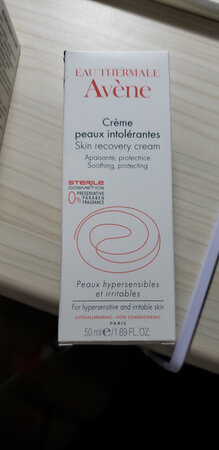 EAU THERMALE
Avène
Crème
peaux intolérantes
Skin recovery cream
Apaisante, protectrice
Soothing, protecting
STERILE
COSMETICS
0% PRESERVATIVE
PARABEN
FRAGRANCE
Peaux hypersensibles
et irritables
For hypersensitive and irritable skin
HYPOALLERGENIC - NON COMEDOGENIC
PARIS
50 ml e/1.69 FL. OZ.